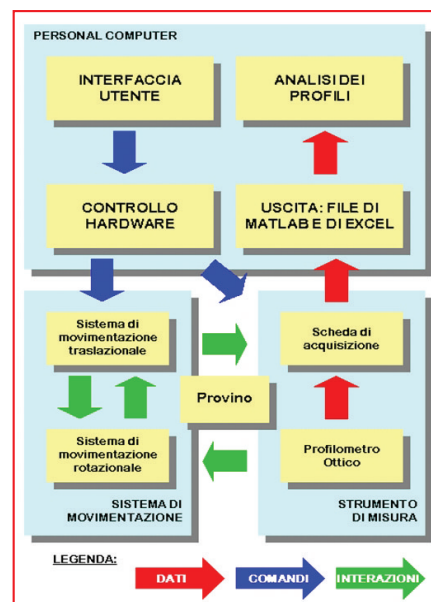 PERSONAL COMPUTER
INTERFACCIA
UTENTE
ANALISI DEI
PROFILI
CONTROLLO
HARDWARE
USCITA: FILE DI
MATLAB E DI EXCEL
Sistema di
movimentazione
traslazionale
Scheda di
acquisizione
Provino
Sistema di
movimentazione
rotazionale
Profilometro
Ottico
SISTEMA DI
MOVIMENTAZIONE
STRUMENTO
DI MISURA
LEGENDA:
DATI
COMANDI
INTERAZIONI